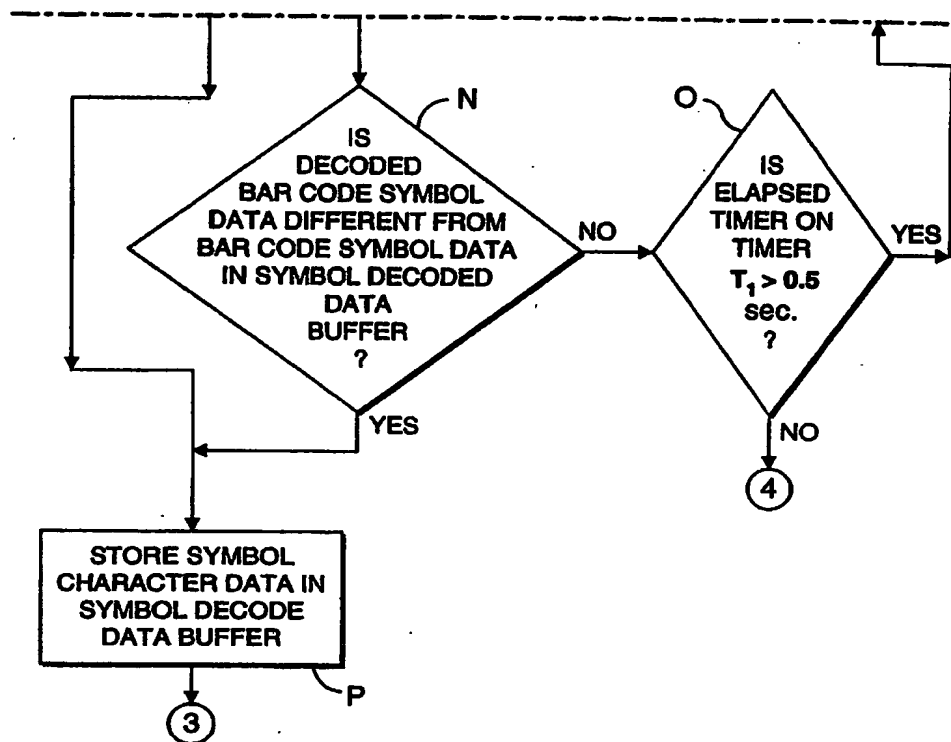 N
IS
DECODED
BAR CODE SYMBOL
DATA DIFFERENT FROM
BAR CODE SYMBOL DATA
IN SYMBOL DECODED
DATA
BUFFER
?
NO
YES
O
IS
ELAPSED
TIMER ON
TIMER
T₁ > 0.5
sec.
?
YES
NO
4
STORE SYMBOL
CHARACTER DATA IN
SYMBOL DECODE
DATA BUFFER
P
3